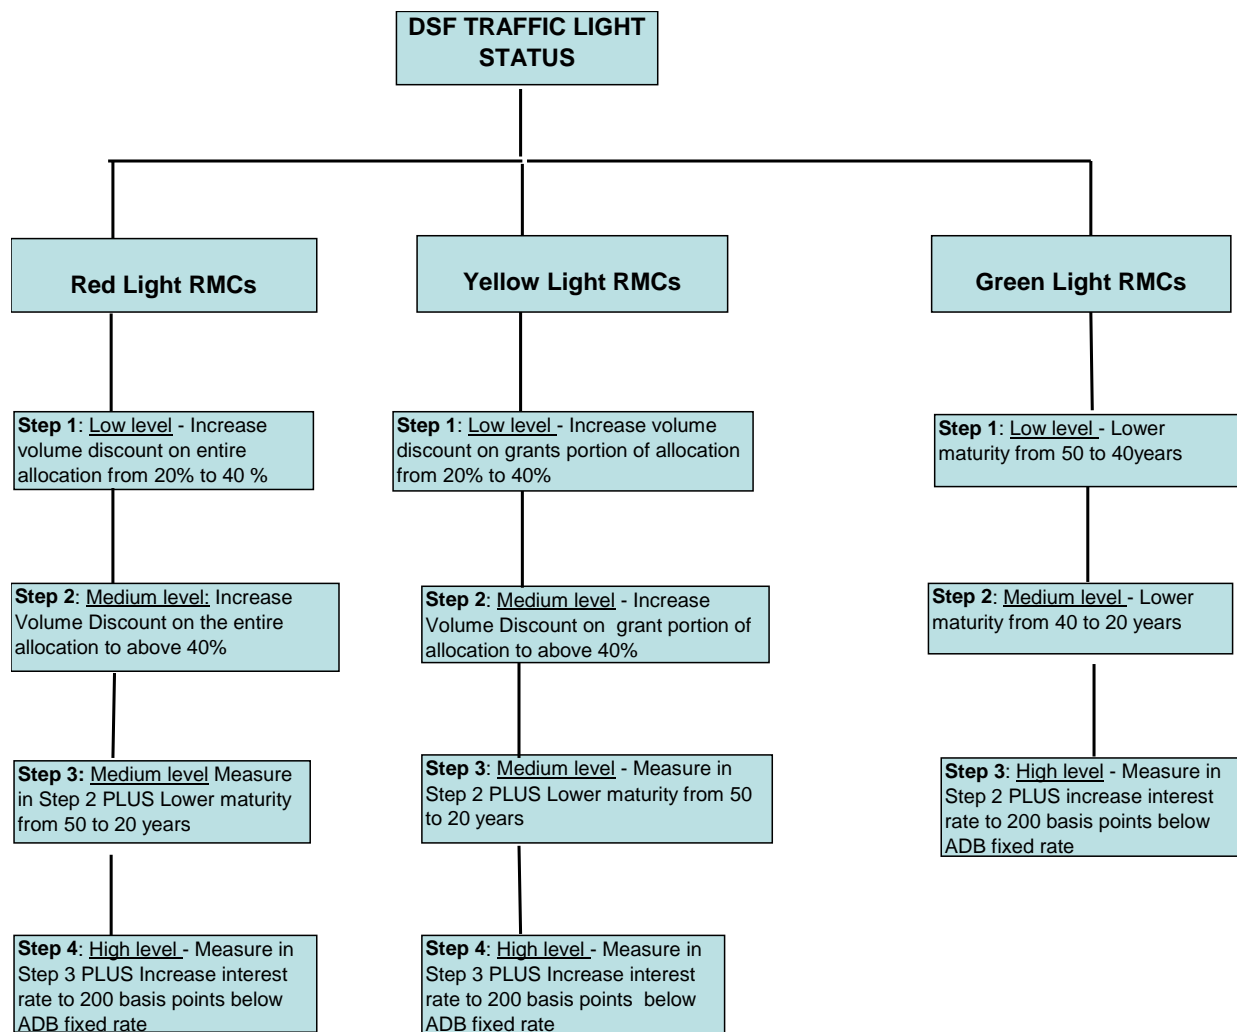 DSF TRAFFIC LIGHT
STATUS
Red Light RMCs
Yellow Light RMCs
Green Light RMCs
Step 1: Low level - Increase
volume discount on entire
allocation from 20% to 40 %
Step 1: Low level - Increase volume
discount on grants portion of allocation
from 20% to 40%
Step 1: Low level - Lower
maturity from 50 to 40years
Step 2: Medium level: Increase
Volume Discount on the entire
allocation to above 40%
Step 2: Medium level - Increase
Volume Discount on  grant portion of
allocation to above 40%
Step 2: Medium level - Lower
maturity from 40 to 20 years
Step 3: Medium level Measure
in Step 2 PLUS Lower maturity
from 50 to 20 years
Step 3: Medium level - Measure in
Step 2 PLUS Lower maturity from 50
to 20 years
Step 3: High level - Measure in
Step 2 PLUS increase interest
rate to 200 basis points below
ADB fixed rate
Step 4: High level - Measure in
Step 3 PLUS Increase interest
rate to 200 basis points below
ADB fixed rate
Step 4: High level - Measure in
Step 3 PLUS Increase interest
rate to 200 basis points  below
ADB fixed rate